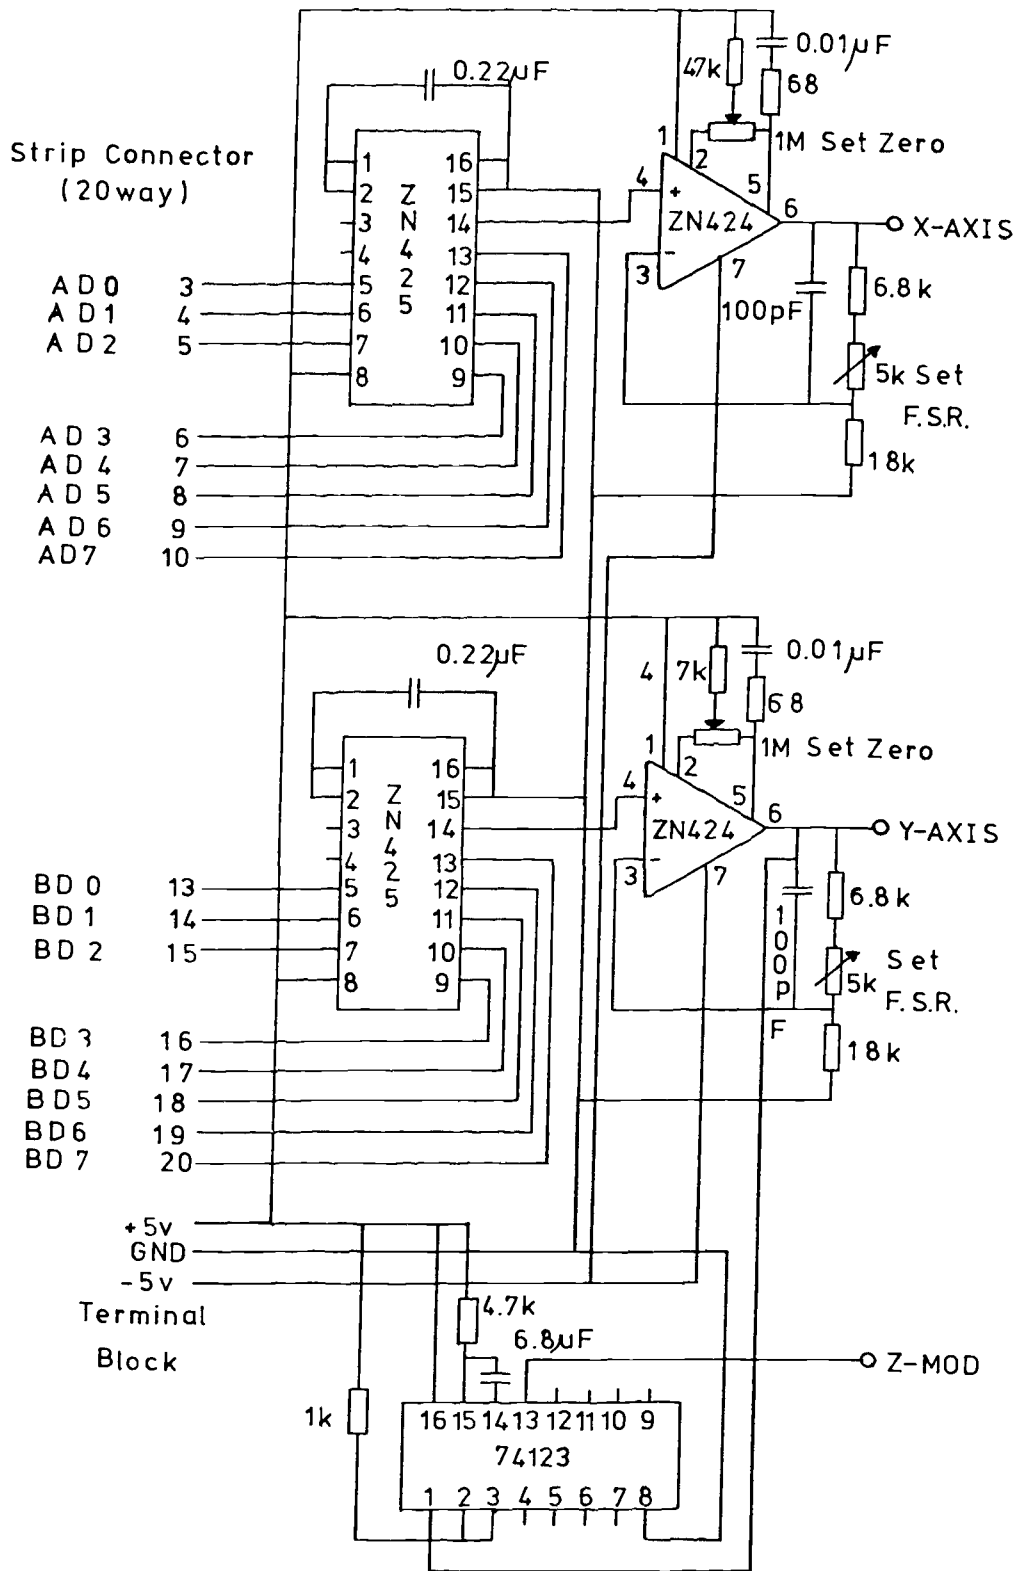 0.01µF
47k
68
0.22µF
1M Set Zero
Strip Connector
(20way)
1
2
3
4
5
6
7
8
ZN425
16
15
14
13
12
11
10
9
1
2
4
+
ZN424
-
3
5
6
7
X-AXIS
100pF
6.8k
5k Set
F.S.R.
18k
AD0 3
AD1 4
AD2 5
AD3 6
AD4 7
AD5 8
AD6 9
AD7 10
0.22µF
4 7k
0.01µF
68
1M Set Zero
1
2
3
4
5
6
7
8
ZN425
16
15
14
13
12
11
10
9
1
2
4
+
ZN424
-
3
5
6
7
Y-AXIS
100PF
6.8k
Set
5k
F.S.R.
18k
BD0 13
BD1 14
BD2 15
BD3 16
BD4 17
BD5 18
BD6 19
BD7 20
+5v
GND
-5v
Terminal
Block
4.7k
6.8µF
Z-MOD
1k
16 15 14 13 12 11 10 9
74123
1 2 3 4 5 6 7 8